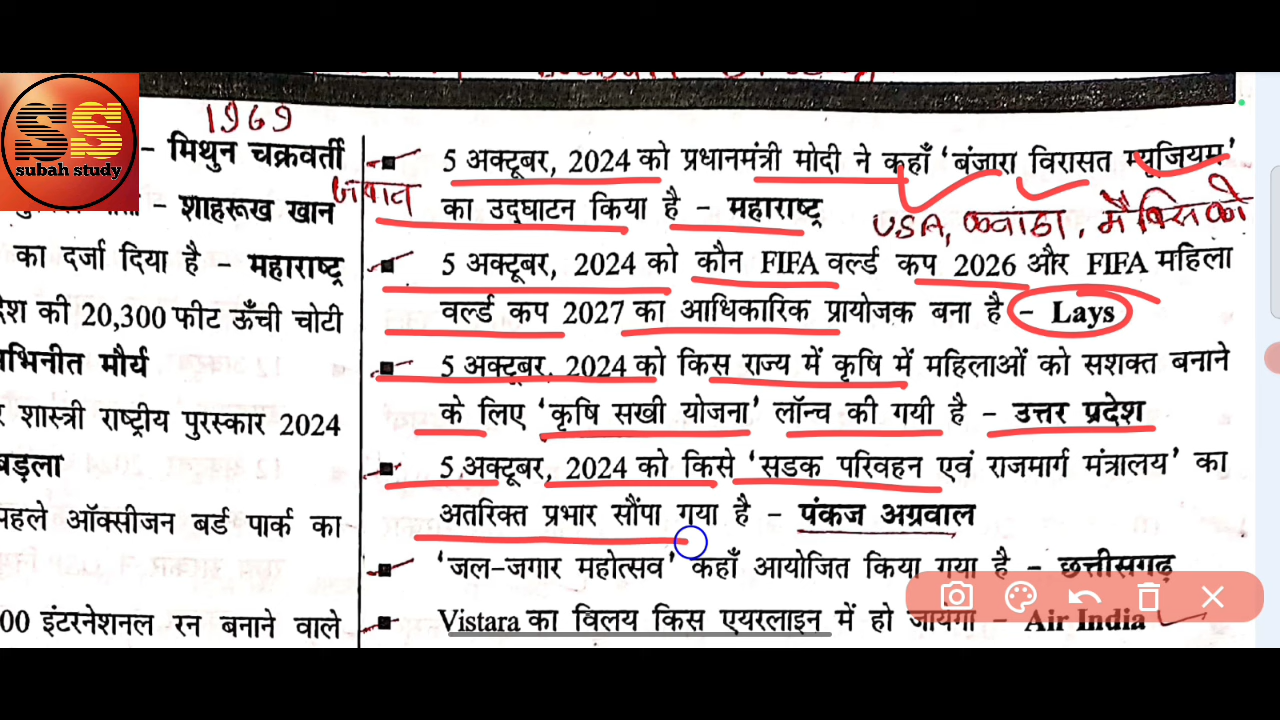 SS
subah study
1969
- मिथुन चक्रवर्ती
- शाहरूख खान
का दर्जा दिया है - महाराष्ट्र
देश की 20,300 फीट ऊँची चोटी
अभिनीत मौर्य
र शास्त्री राष्ट्रीय पुरस्कार 2024
बड़ला
पहले ऑक्सीजन बर्ड पार्क का
00 इंटरनेशनल रन बनाने वाले
5 अक्टूबर, 2024 को प्रधानमंत्री मोदी ने कहाँ 'बंजारा विरासत म्यूजियम'
का उद्घाटन किया है - महाराष्ट्र
USA, कनाडा, मैक्सिको
5 अक्टूबर, 2024 को कौन FIFA वर्ल्ड कप 2026 और FIFA महिला
वर्ल्ड कप 2027 का आधिकारिक प्रायोजक बना है - Lays
5 अक्टूबर. 2024 को किस राज्य में कृषि में महिलाओं को सशक्त बनाने
के लिए 'कृषि सखी योजना' लॉन्च की गयी है - उत्तर प्रदेश
5 अक्टूबर, 2024 को किसे 'सडक परिवहन एवं राजमार्ग मंत्रालय' का
अतरिक्त प्रभार सौंपा गया है - पंकज अग्रवाल
'जल-जगार महोत्सव' कहाँ आयोजित किया गया है - छत्तीसगढ़
Vistara का विलय किस एयरलाइन में हो जायेगा - Air India